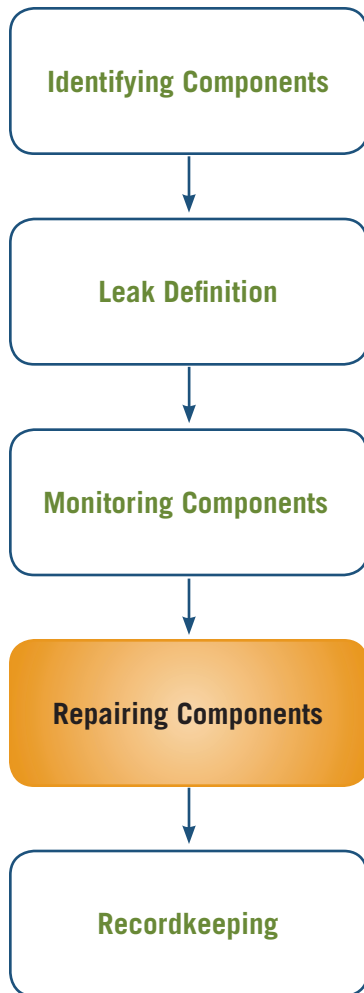 Identifying Components
Leak Definition
Monitoring Components
Repairing Components
Recordkeeping